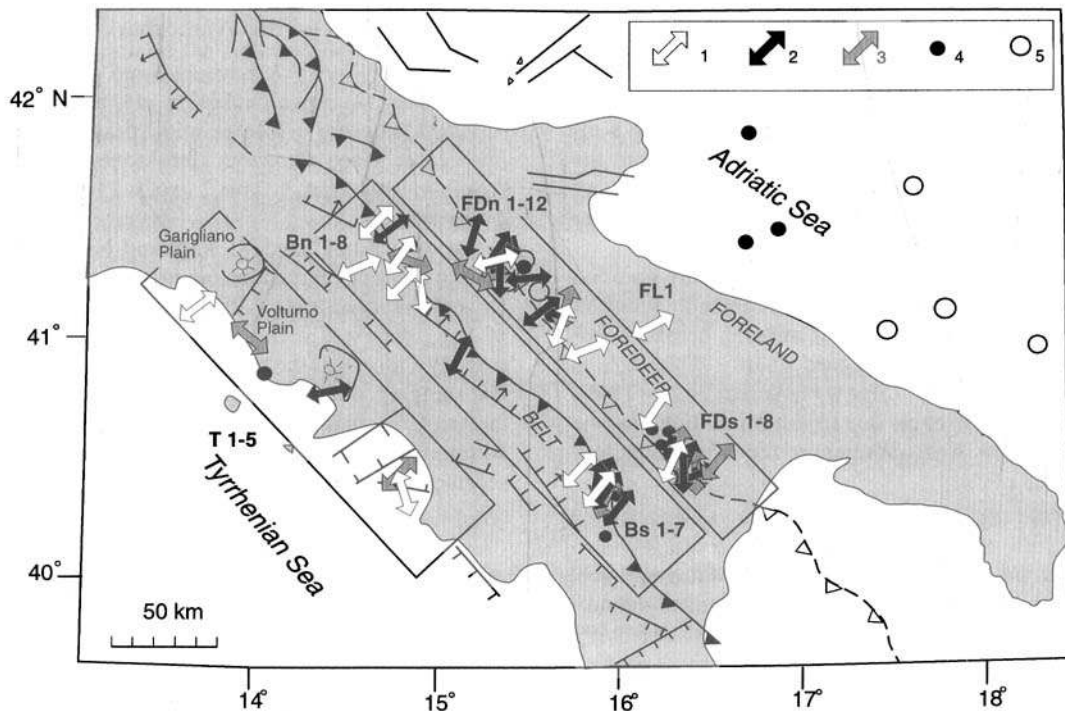 1 2 3 4 5
42° N
Adriatic Sea
FDn 1-12
Garigliano
Plain
Bn 1-8
FL1
Volturno
Plain
41°
FOREDEEP
FORELAND
BELT
FDs 1-8
T 1-5
Tyrrhenian Sea
Bs 1-7
40°
50 km
14° 15° 16° 17° 18°